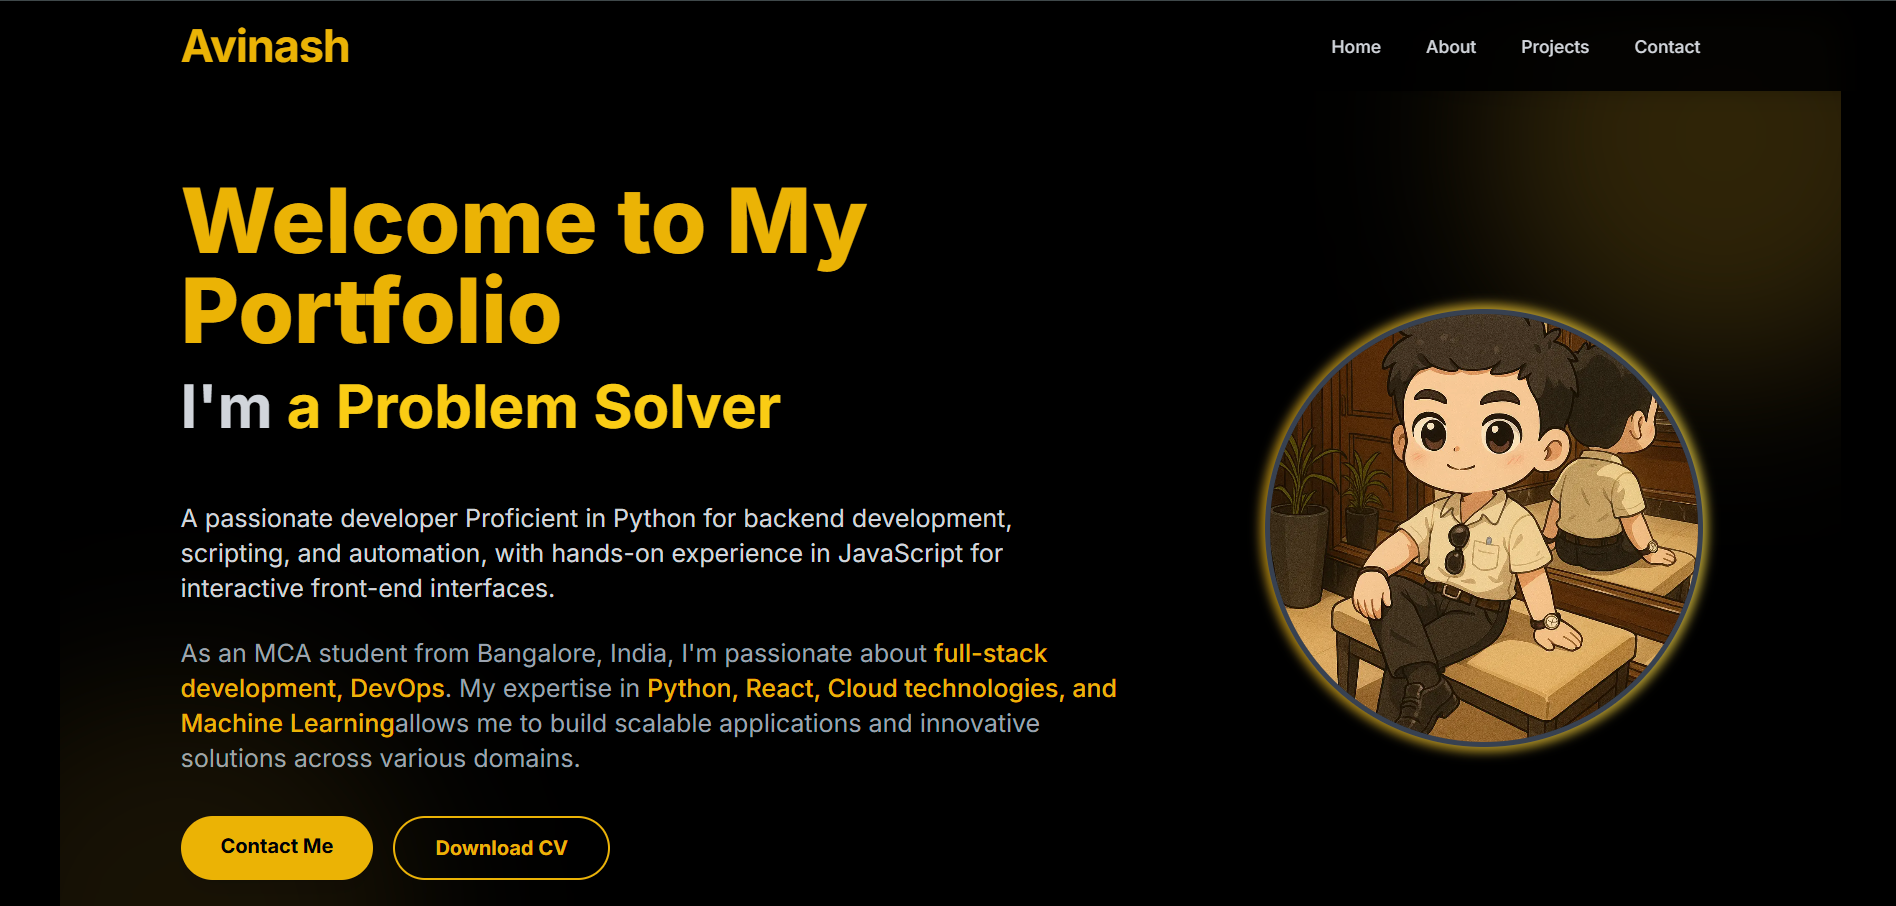 Avinash
Home About Projects Contact
Welcome to My
Portfolio
I'm a Problem Solver
A passionate developer Proficient in Python for backend development,
scripting, and automation, with hands-on experience in JavaScript for
interactive front-end interfaces.
As an MCA student from Bangalore, India, I'm passionate about full-stack
development, DevOps. My expertise in Python, React, Cloud technologies, and
Machine Learningallows me to build scalable applications and innovative
solutions across various domains.
Contact Me Download CV